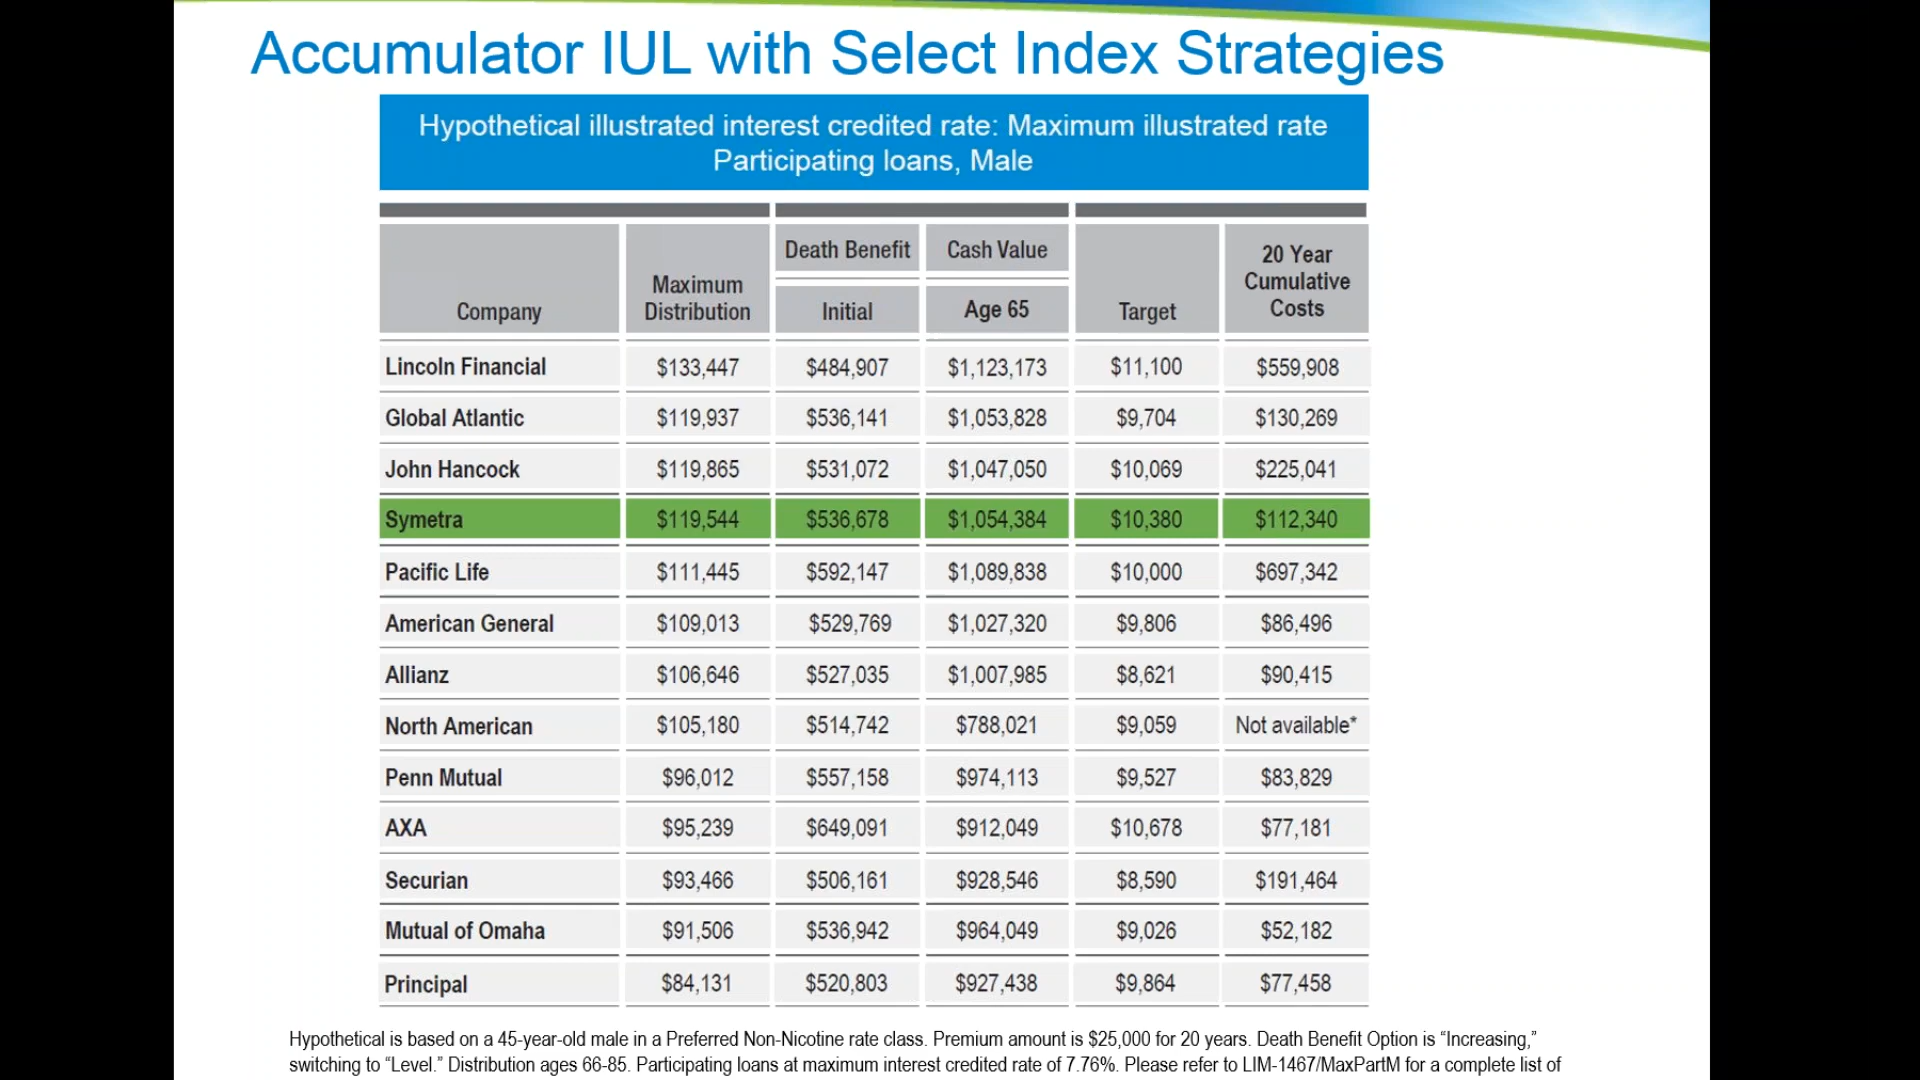 Accumulator IUL with Select Index Strategies
Hypothetical illustrated interest credited rate: Maximum illustrated rate
Participating loans, Male
Company Maximum Distribution Death Benefit Initial Cash Value Age 65 Target 20 Year Cumulative Costs
Lincoln Financial $133,447 $484,907 $1,123,173 $11,100 $559,908
Global Atlantic $119,937 $536,141 $1,053,828 $9,704 $130,269
John Hancock $119,865 $531,072 $1,047,050 $10,069 $225,041
Symetra $119,544 $536,678 $1,054,384 $10,380 $112,340
Pacific Life $111,445 $592,147 $1,089,838 $10,000 $697,342
American General $109,013 $529,769 $1,027,320 $9,806 $86,496
Allianz $106,646 $527,035 $1,007,985 $8,621 $90,415
North American $105,180 $514,742 $788,021 $9,059 Not available*
Penn Mutual $96,012 $557,158 $974,113 $9,527 $83,829
AXA $95,239 $649,091 $912,049 $10,678 $77,181
Securian $93,466 $506,161 $928,546 $8,590 $191,464
Mutual of Omaha $91,506 $536,942 $964,049 $9,026 $52,182
Principal $84,131 $520,803 $927,438 $9,864 $77,458
Hypothetical is based on a 45-year-old male in a Preferred Non-Nicotine rate class. Premium amount is $25,000 for 20 years. Death Benefit Option is “Increasing,”
switching to “Level.” Distribution ages 66-85. Participating loans at maximum interest credited rate of 7.76%. Please refer to LIM-1467/MaxPartM for a complete list of